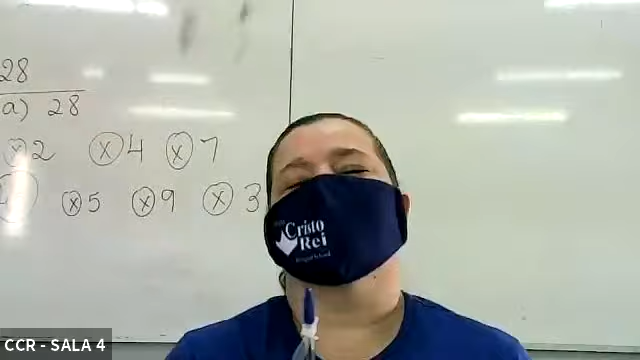 28
a) 28
x 2 x 4 x 7
x 5 x 9 x 3
Cristo
Rei
CCR - SALA 4